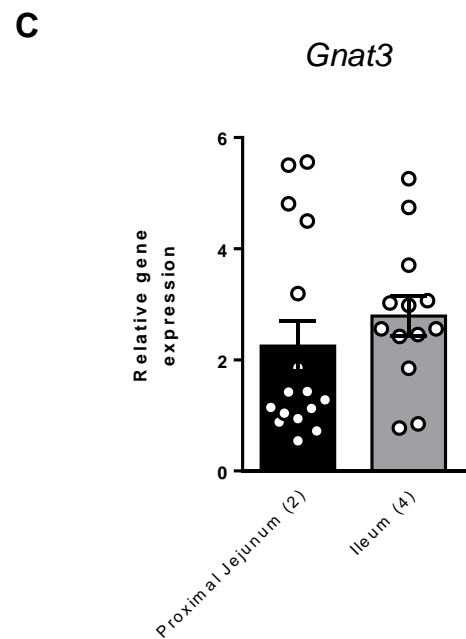 C
Gnat3
Relative gene
expression
6
4
2
0
Proximal Jejunum (2)
Ileum (4)